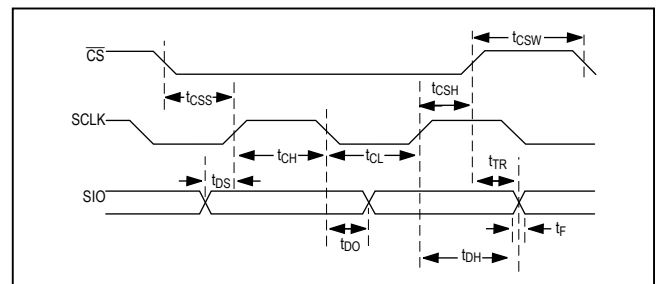 CS
tCSW
tCSS
tCSH
SCLK
tCH
tCL
tTR
tDS
SIO
tF
tDO
tDH